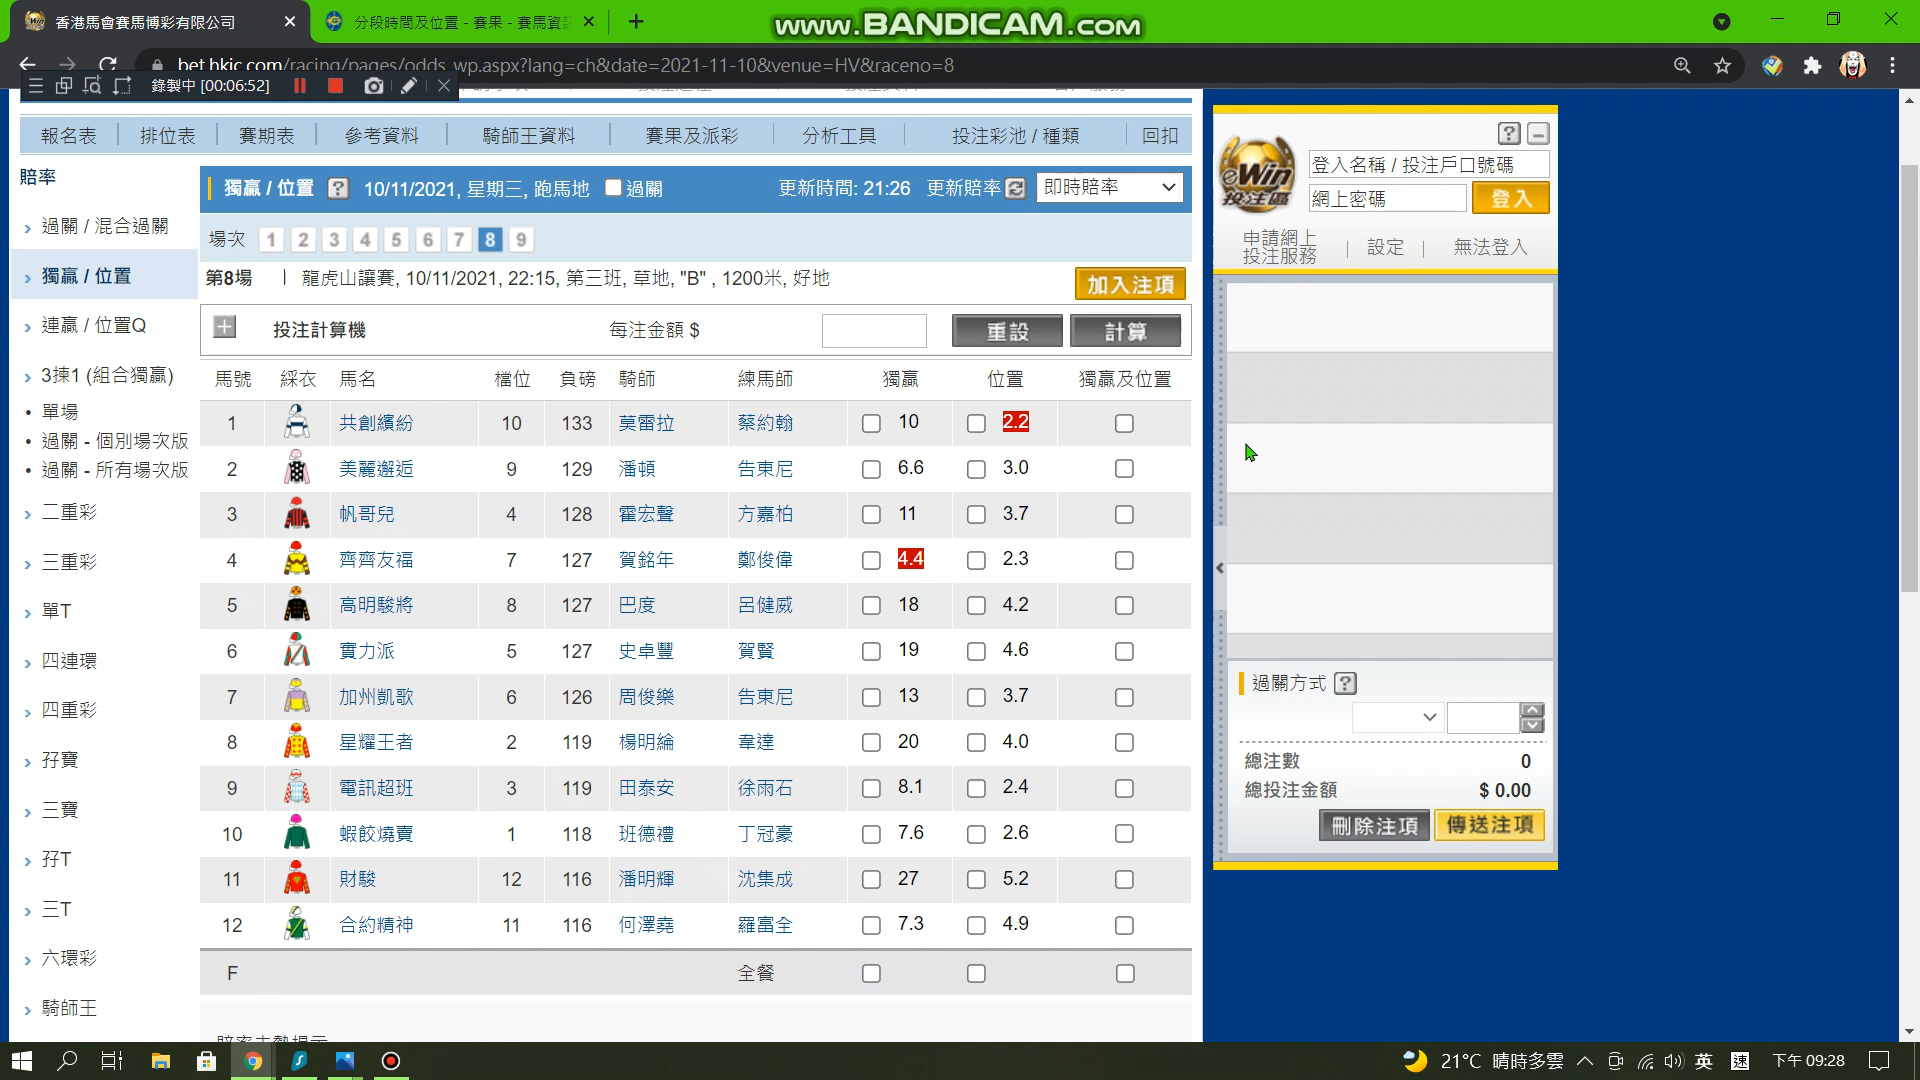 www.BANDICAM.com
香港馬會賽馬博彩有限公司
分段時間及位置 - 賽果 - 賽馬資
bet.hkjc.com/racing/pages/odds_wp.aspx?lang=ch&date=2021-11-10&venue=HV&raceno=8
錄製中 [00:06:52]
報名表 排位表 賽期表 參考資料 騎師王資料 賽果及派彩 分析工具 投注彩池 / 種類 回扣
賠率
過關 / 混合過關
獨贏 / 位置
連贏 / 位置Q
3揀1 (組合獨贏)
• 單場
• 過關 - 個別場次版
• 過關 - 所有場次版
二重彩
三重彩
單T
四連環
四重彩
孖寶
三寶
孖T
三T
六環彩
騎師王
獨贏 / 位置 ? 10/11/2021, 星期三, 跑馬地 過關 更新時間: 21:26 更新賠率 即時賠率
場次 1 2 3 4 5 6 7 8 9
第8場 | 龍虎山讓賽, 10/11/2021, 22:15, 第三班, 草地, "B" , 1200米, 好地 加入注項
投注計算機 每注金額 $ 重設 計算
馬號 綵衣 馬名 檔位 負磅 騎師 練馬師 獨贏 位置 獨贏及位置
1 共創繽紛 10 133 莫雷拉 蔡約翰 10 2.2
2 美麗邂逅 9 129 潘頓 告東尼 6.6 3.0
3 帆哥兒 4 128 霍宏聲 方嘉柏 11 3.7
4 齊齊友福 7 127 賀銘年 鄭俊偉 4.4 2.3
5 高明駿將 8 127 巴度 呂健威 18 4.2
6 實力派 5 127 史卓豐 賀賢 19 4.6
7 加州凱歌 6 126 周俊樂 告東尼 13 3.7
8 星耀王者 2 119 楊明綸 韋達 20 4.0
9 電訊超班 3 119 田泰安 徐雨石 8.1 2.4
10 蝦餃燒賣 1 118 班德禮 丁冠豪 7.6 2.6
11 財駿 12 116 潘明輝 沈集成 27 5.2
12 合約精神 11 116 何澤堯 羅富全 7.3 4.9
F 全餐
eWin
投注區
登入名稱 / 投注戶口號碼
網上密碼 登入
申請網上
投注服務 | 設定 | 無法登入
過關方式 ?
總注數 0
總投注金額 $ 0.00
刪除注項 傳送注項
21°C 晴時多雲 英 速 下午 09:28